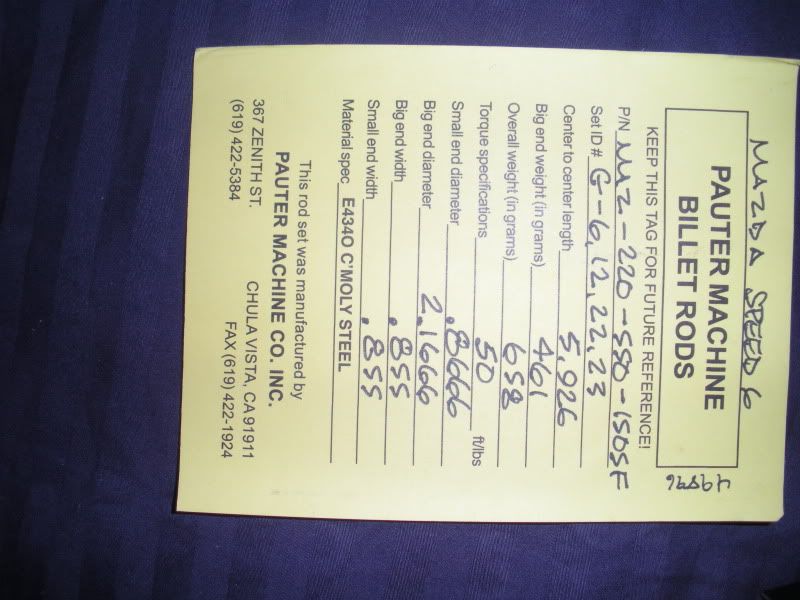 MAZDA SPEED 6
PAUTER MACHINE
BILLET RODS
KEEP THIS TAG FOR FUTURE REFERENCE!
P/N MZ-220-580-1505F
Set ID# G-6,12,22,23
Center to center length 5.926
Big end weight (in grams) 461
Overall weight (in grams) 658
Torque specifications 50 ft/lbs
Small end diameter .8666
Big end diameter 2.1666
Big end width .855
Small end width .855
Material spec E4340 C'MOLY STEEL
This rod set was manufactured by
PAUTER MACHINE CO. INC.
367 ZENITH ST. CHULA VISTA, CA 91911
(619) 422-5384 FAX (619) 422-1924